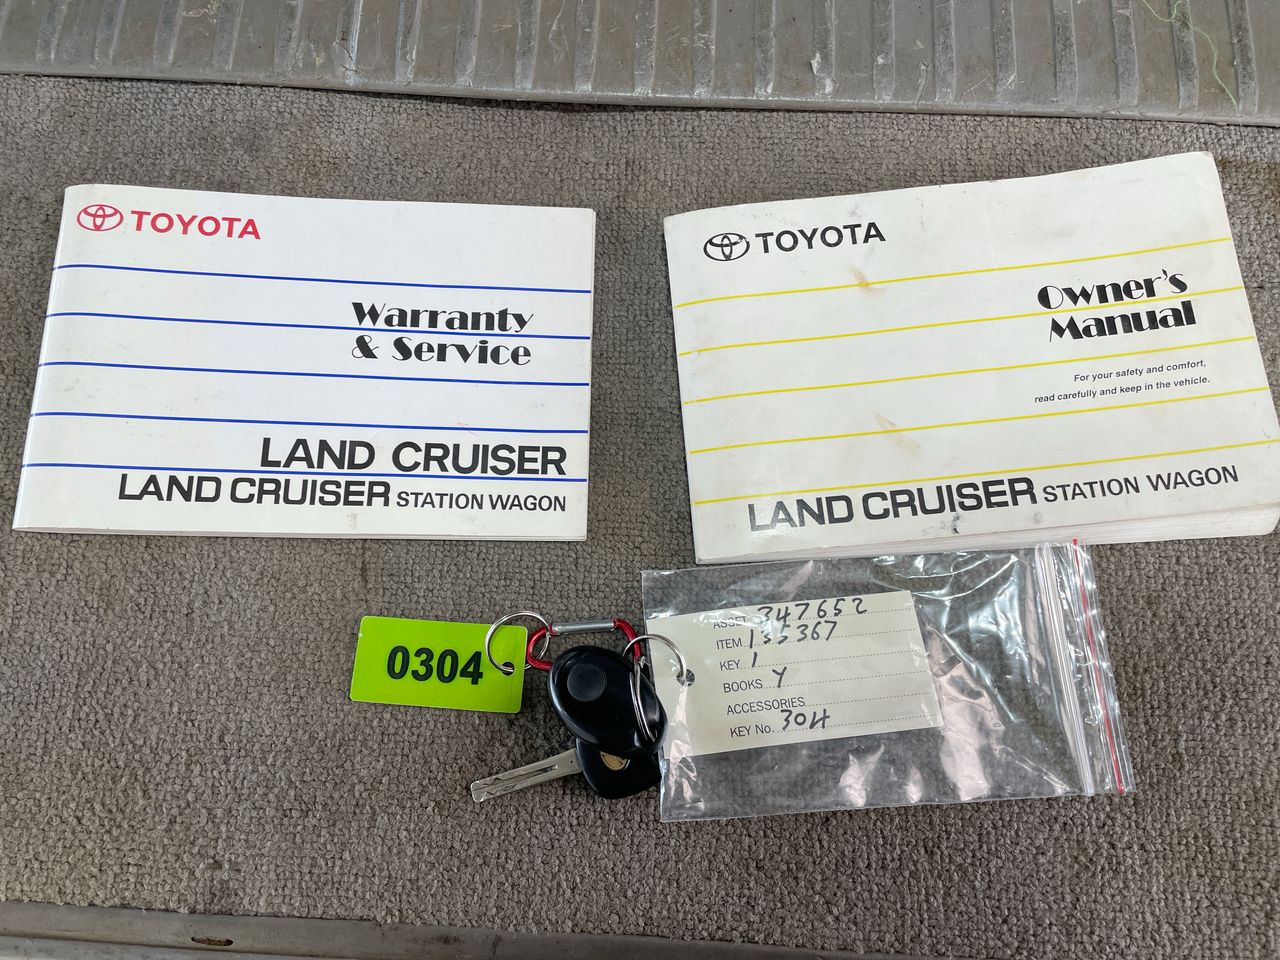 TOYOTA
Warranty
& Service
LAND CRUISER
LAND CRUISER STATION WAGON
TOYOTA
Owner's
Manual
For your safety and comfort,
read carefully and keep in the vehicle.
LAND CRUISER STATION WAGON
0304
ASSET 347652
ITEM 135367
KEY 1
BOOKS Y
ACCESSORIES
KEY No. 304